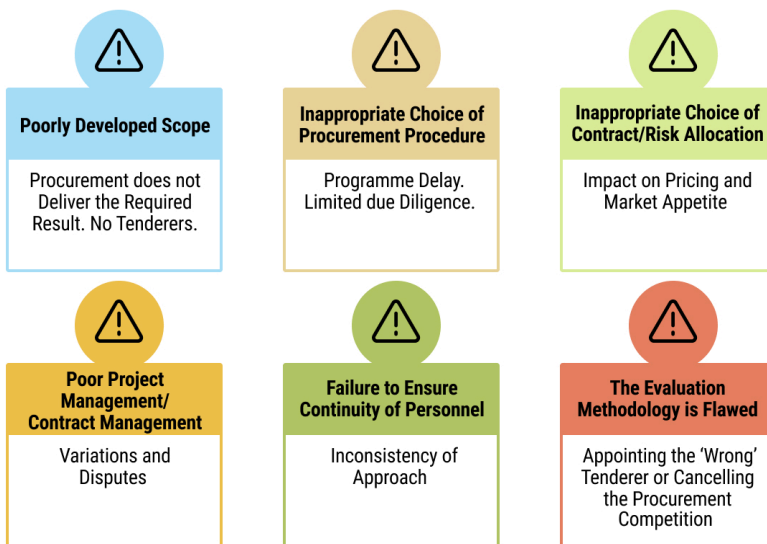 Poorly Developed Scope
Procurement does not
Deliver the Required
Result. No Tenderers.
Inappropriate Choice of
Procurement Procedure
Programme Delay.
Limited due Diligence.
Inappropriate Choice of
Contract/Risk Allocation
Impact on Pricing and
Market Appetite
Poor Project
Management/
Contract Management
Variations and
Disputes
Failure to Ensure
Continuity of Personnel
Inconsistency of
Approach
The Evaluation
Methodology is Flawed
Appointing the ‘Wrong’
Tenderer or Cancelling
the Procurement
Competition